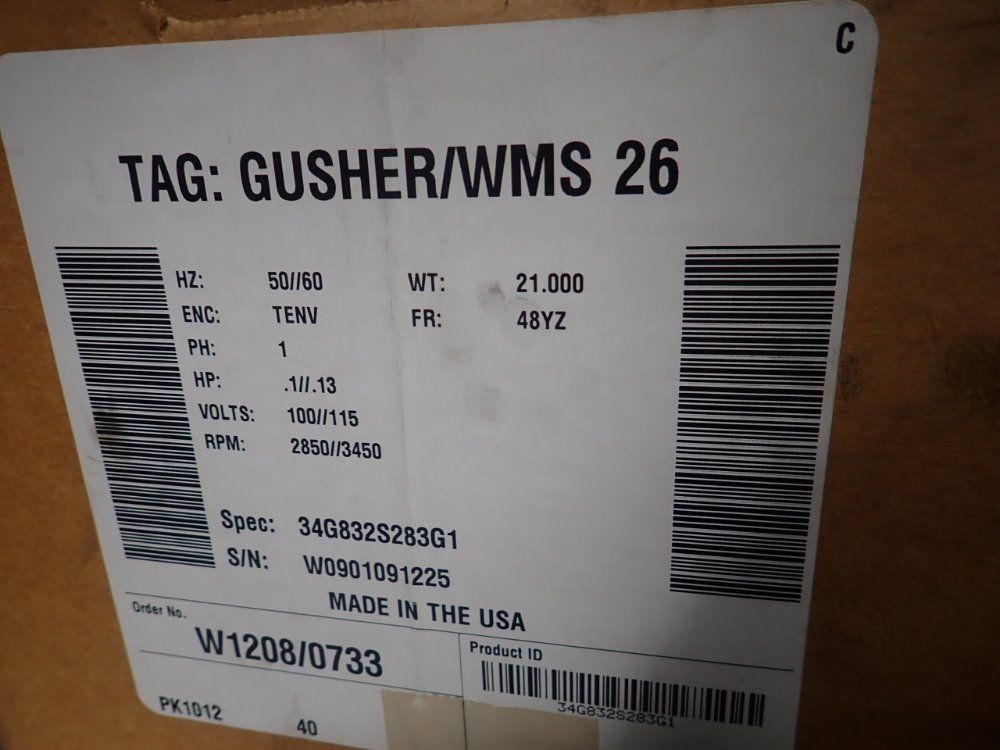 C
TAG: GUSHER/WMS 26
HZ: 50//60 WT: 21.000
ENC: TENV FR: 48YZ
PH: 1
HP: .1//.13
VOLTS: 100//115
RPM: 2850//3450
Spec: 34G832S283G1
S/N: W0901091225
MADE IN THE USA
Order No.
W1208/0733
Product ID
34G832S283G1
PK1012 40